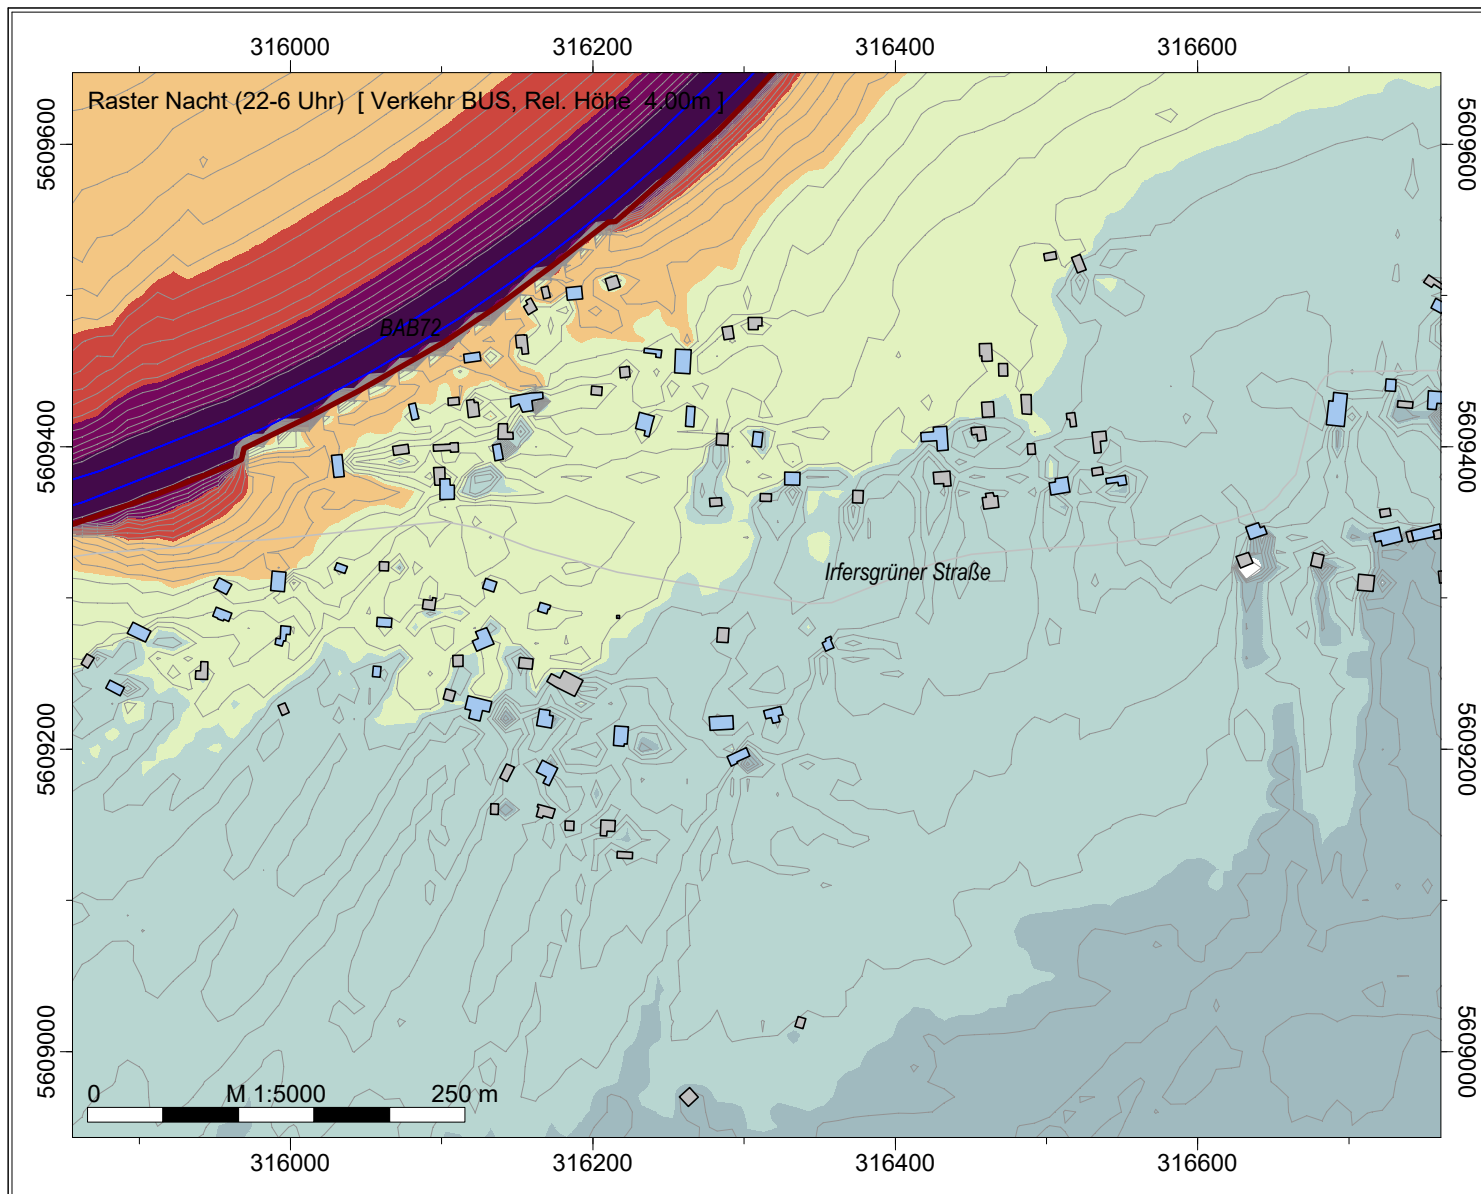 316000 316200 316400 316600
Raster Nacht (22-6 Uhr) [ Verkehr BUS, Rel. Höhe 4.00m ]
5609600 5609600
BAB72
5609400 5609400
Irfersgrüner Straße
5609200 5609200
5609000 5609000
0 M 1:5000 250 m
316000 316200 316400 316600